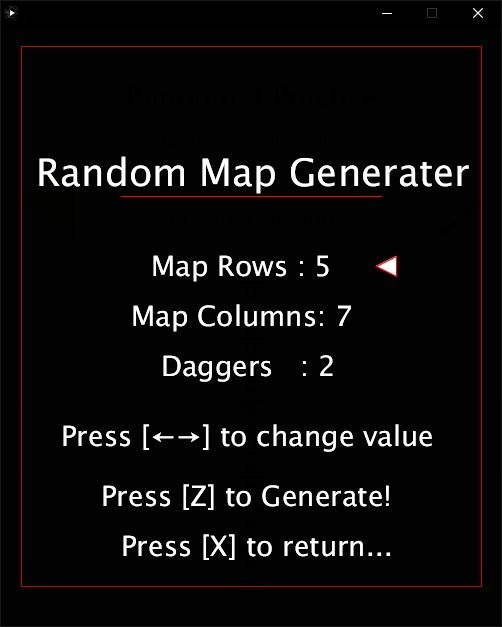 Random Map Generater
Map Rows : 5
Map Columns: 7
Daggers : 2
Press [←→] to change value
Press [Z] to Generate!
Press [X] to return...